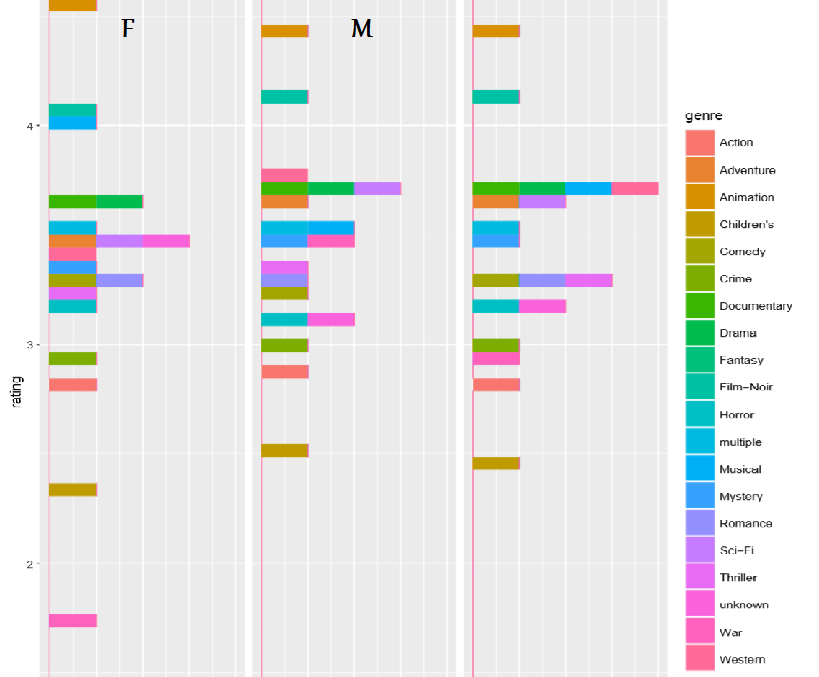 F
M
4
3
2
rating
genre
Action
Adventure
Animation
Children's
Comedy
Crime
Documentary
Drama
Fantasy
Film-Noir
Horror
multiple
Musical
Mystery
Romance
Sci-Fi
Thriller
unknown
War
Western